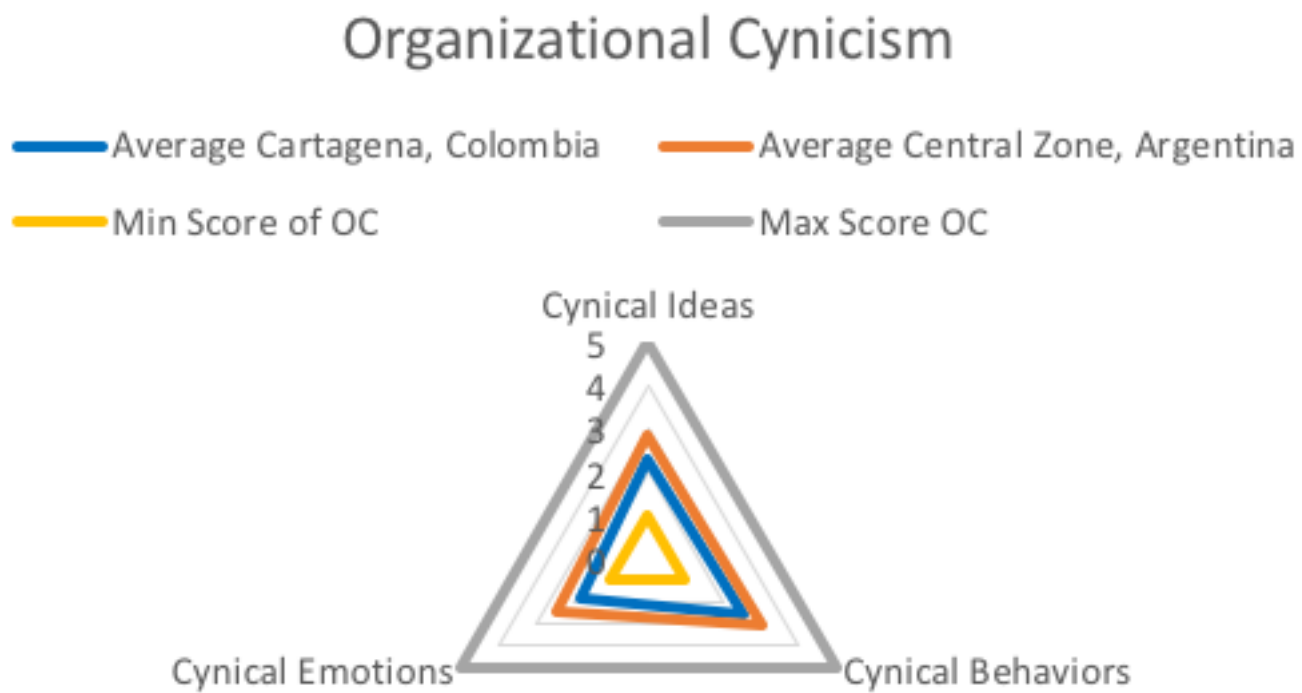 Organizational Cynicism
Average Cartagena, Colombia
Average Central Zone, Argentina
Min Score of OC
Max Score OC
Cynical Ideas
5
4
3
2
1
0
Cynical Emotions
Cynical Behaviors